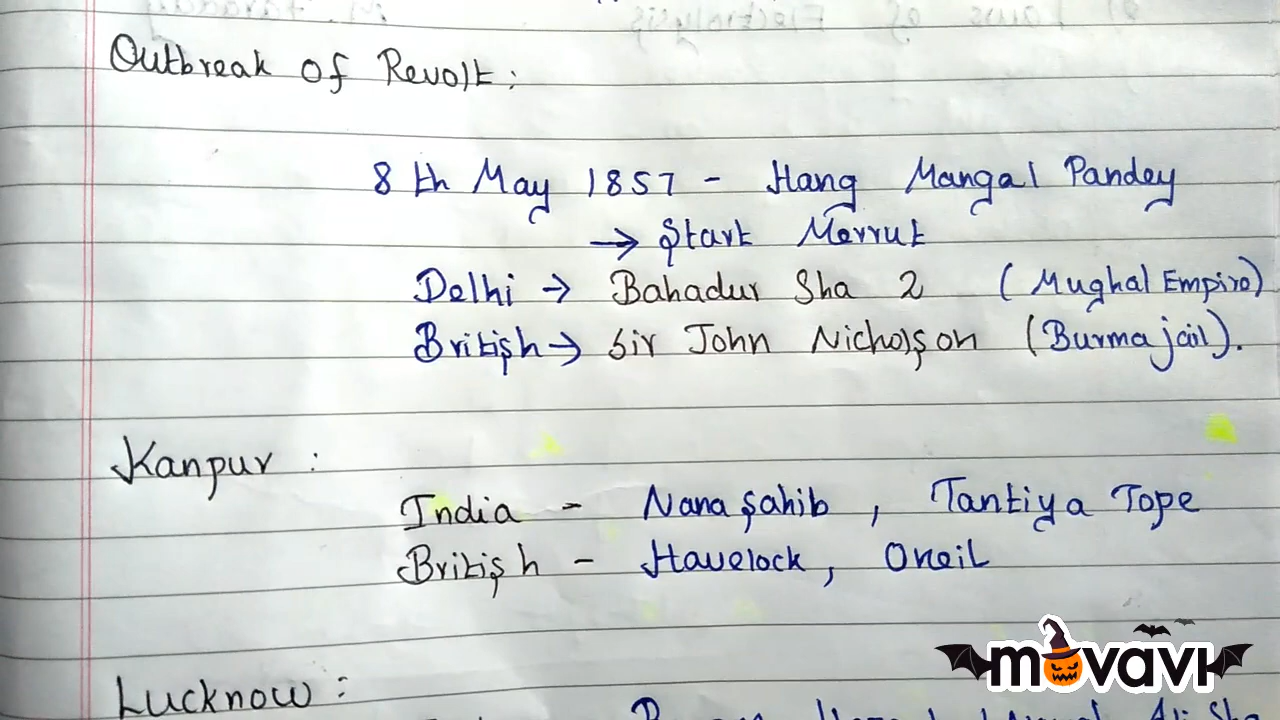 Outbreak of Revolt:
8th May 1857 - Hang Mangal Pandey
→ Start Merrut
Delhi → Bahadur Sha 2 (Mughal Empire)
British → Sir John Nicholson (Burma jail).
Kanpur :
India - Nana Sahib, Tantiya Tope
British - Havelock, Oneil
movavi
Lucknow :